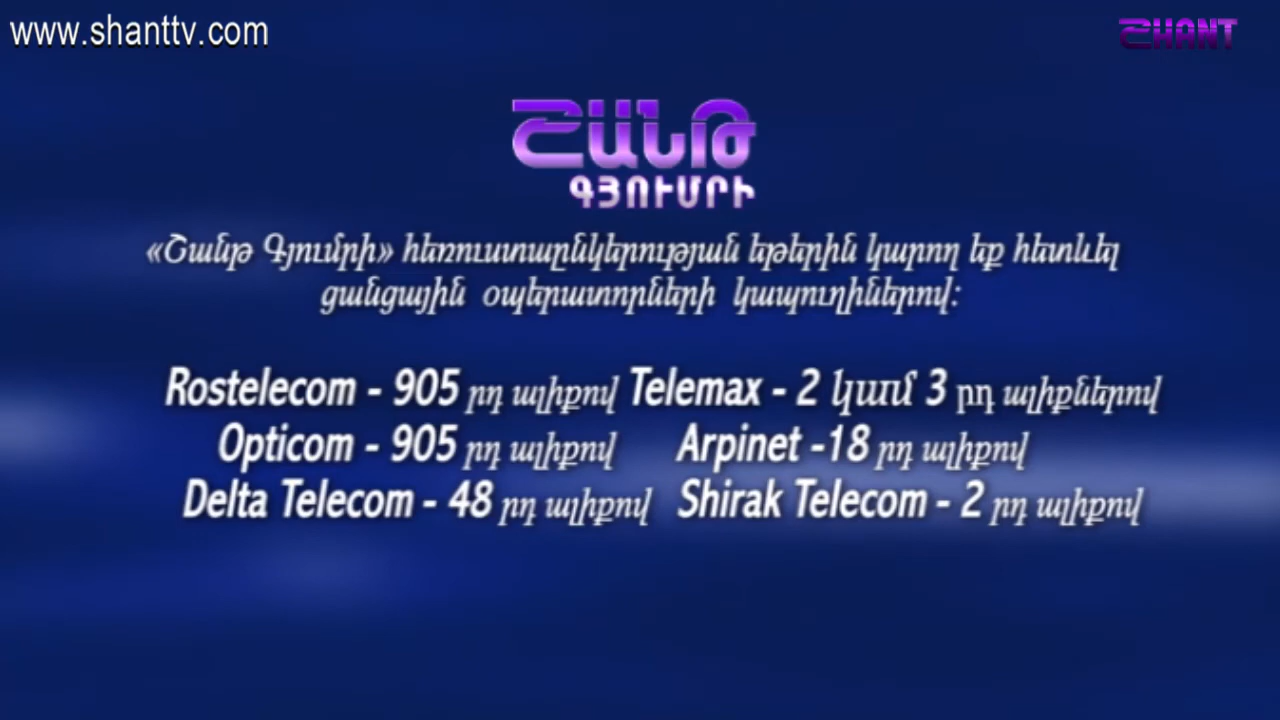 www.shanttv.com
SHANT
ՇԱՆԹ
ԳՅՈՒՄՐԻ
«Շանթ Գյումրի» հեռուստաընկերության եթերին կարող եք հետևել
ցանցային օպերատորների կապուղիներով:
Rostelecom - 905 րդ ալիքով Telemax - 2 կամ 3 րդ ալիքներով
Opticom - 905 րդ ալիքով Arpinet -18 րդ ալիքով
Delta Telecom - 48 րդ ալիքով Shirak Telecom - 2 րդ ալիքով